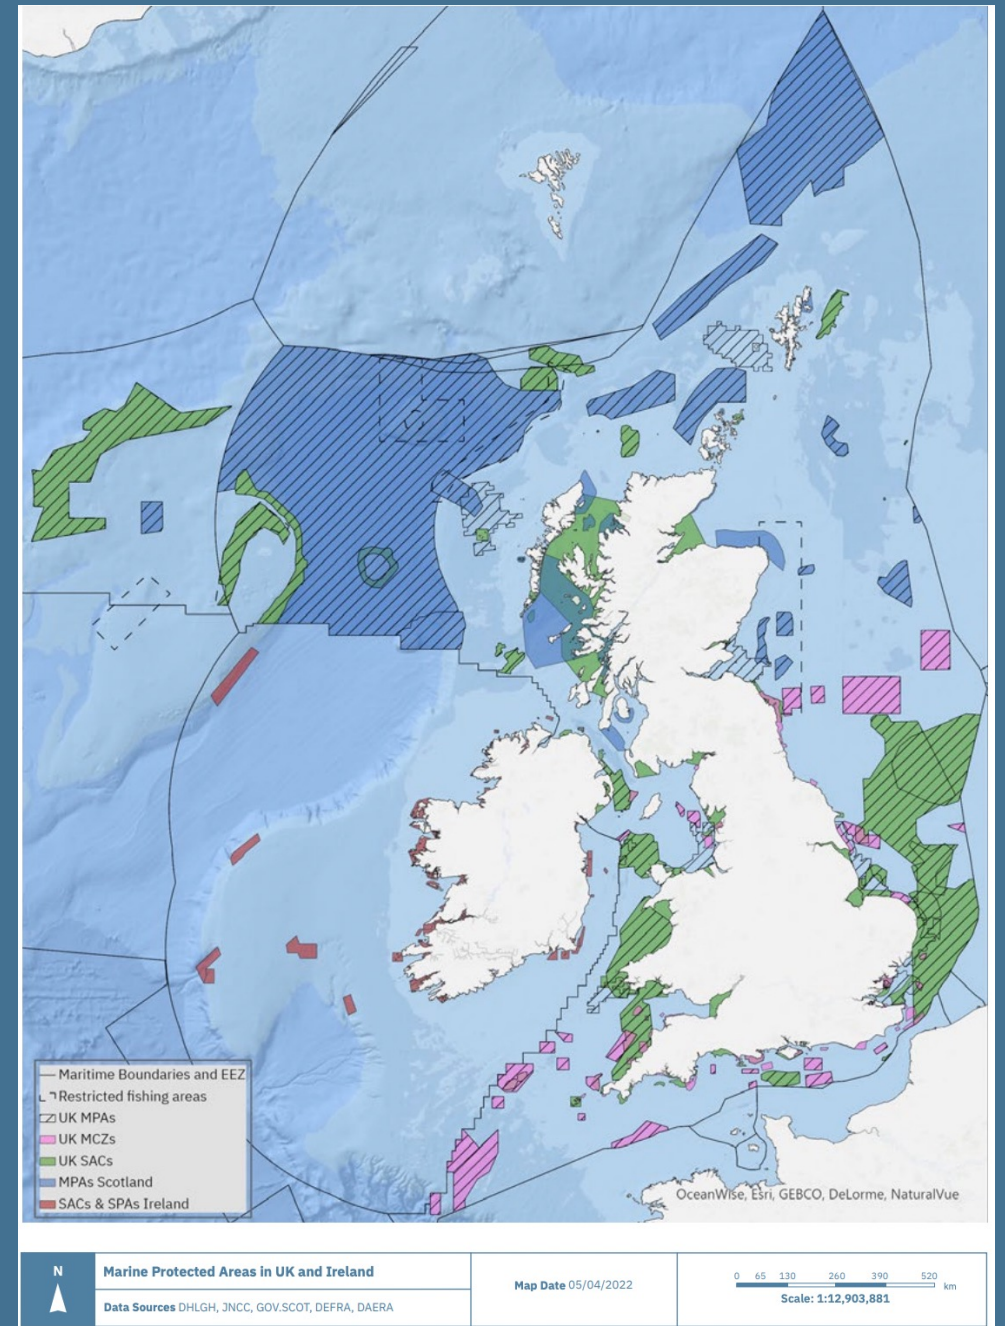 Maritime Boundaries and EEZ
Restricted fishing areas
UK MPAs
UK MCZs
UK SACs
MPAs Scotland
SACs & SPAs Ireland
OceanWise, Esri, GEBCO, DeLorme, NaturalVue
N
Marine Protected Areas in UK and Ireland
Data Sources DHLGH, JNCC, GOV.SCOT, DEFRA, DAERA
Map Date 05/04/2022
0 65 130 260 390 520
km
Scale: 1:12,903,881